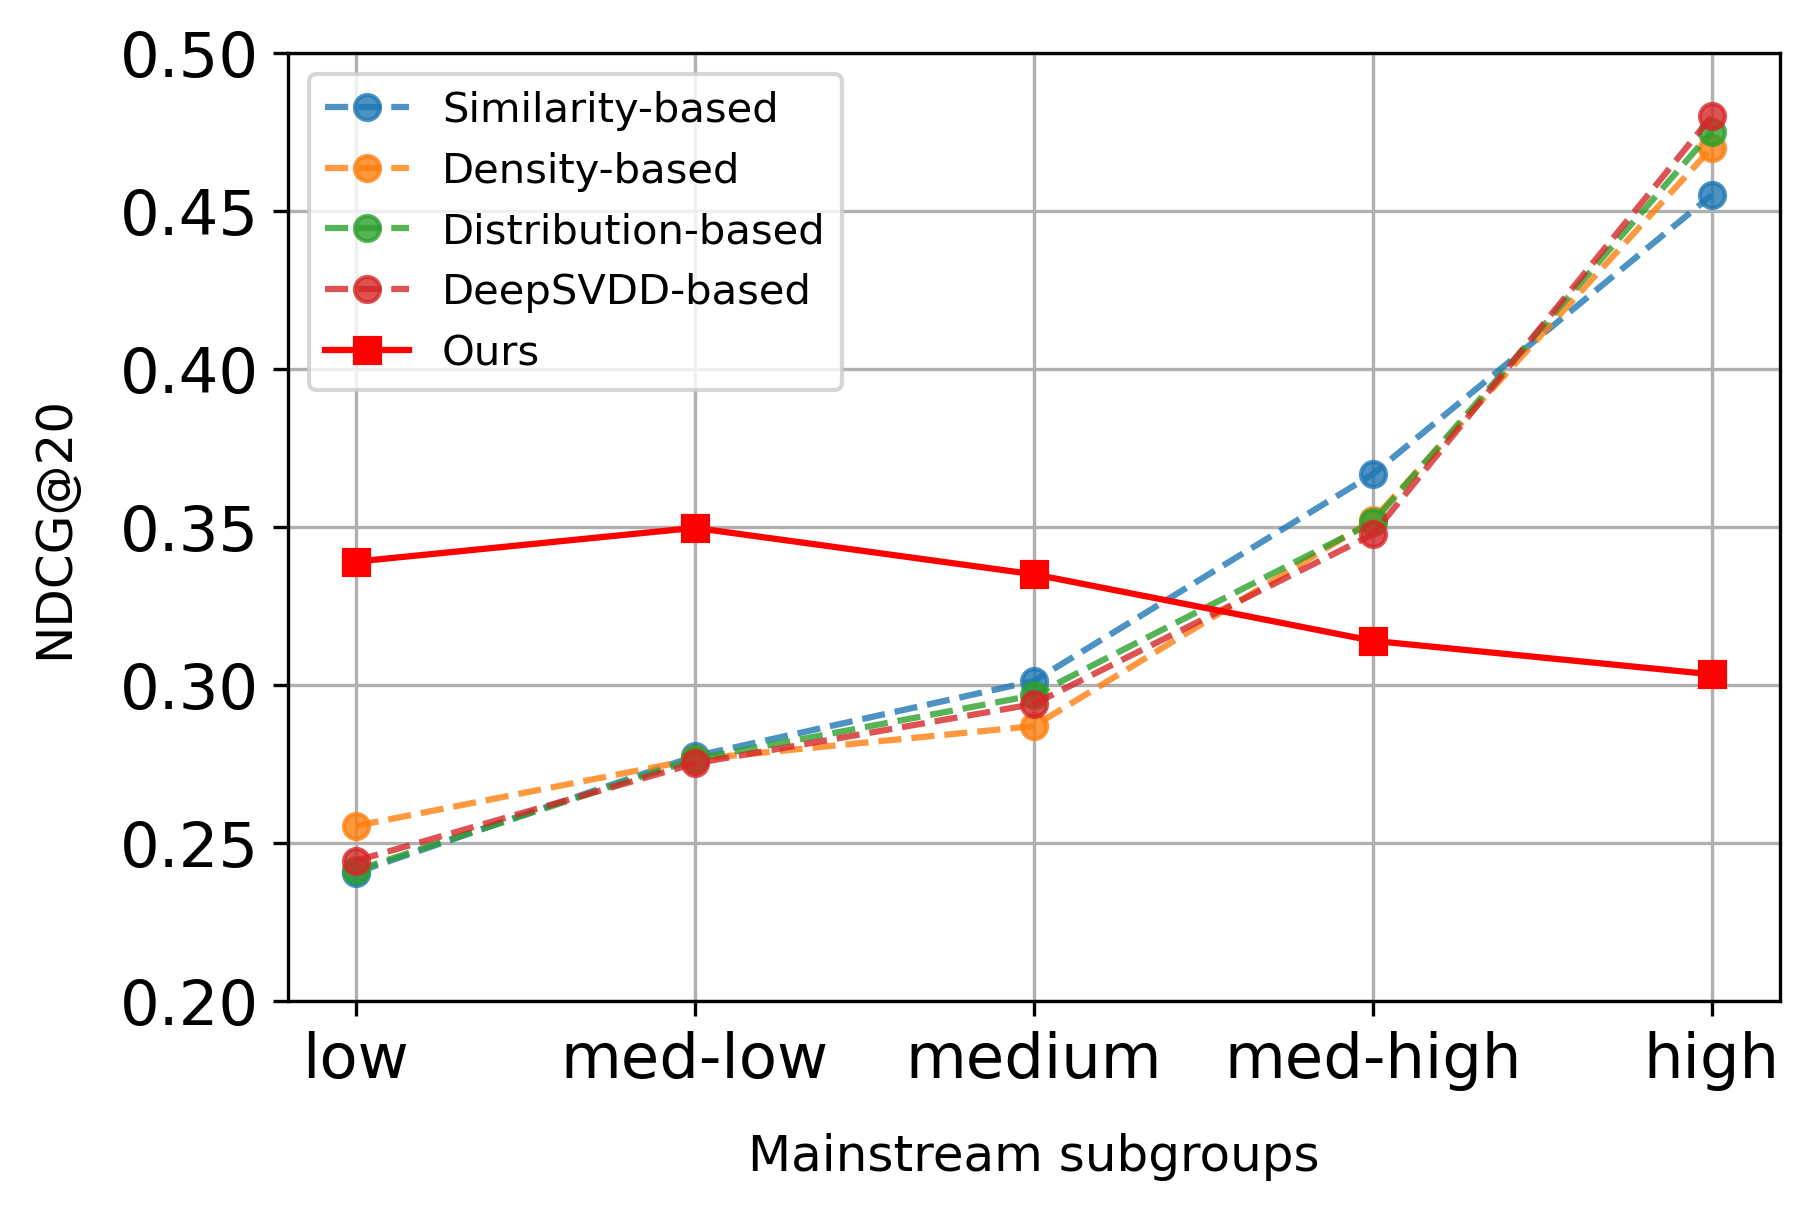 0.50
0.45
0.40
0.35
0.30
0.25
0.20
NDCG@20
Similarity-based
Density-based
Distribution-based
DeepSVDD-based
Ours
low med-low medium med-high high
Mainstream subgroups